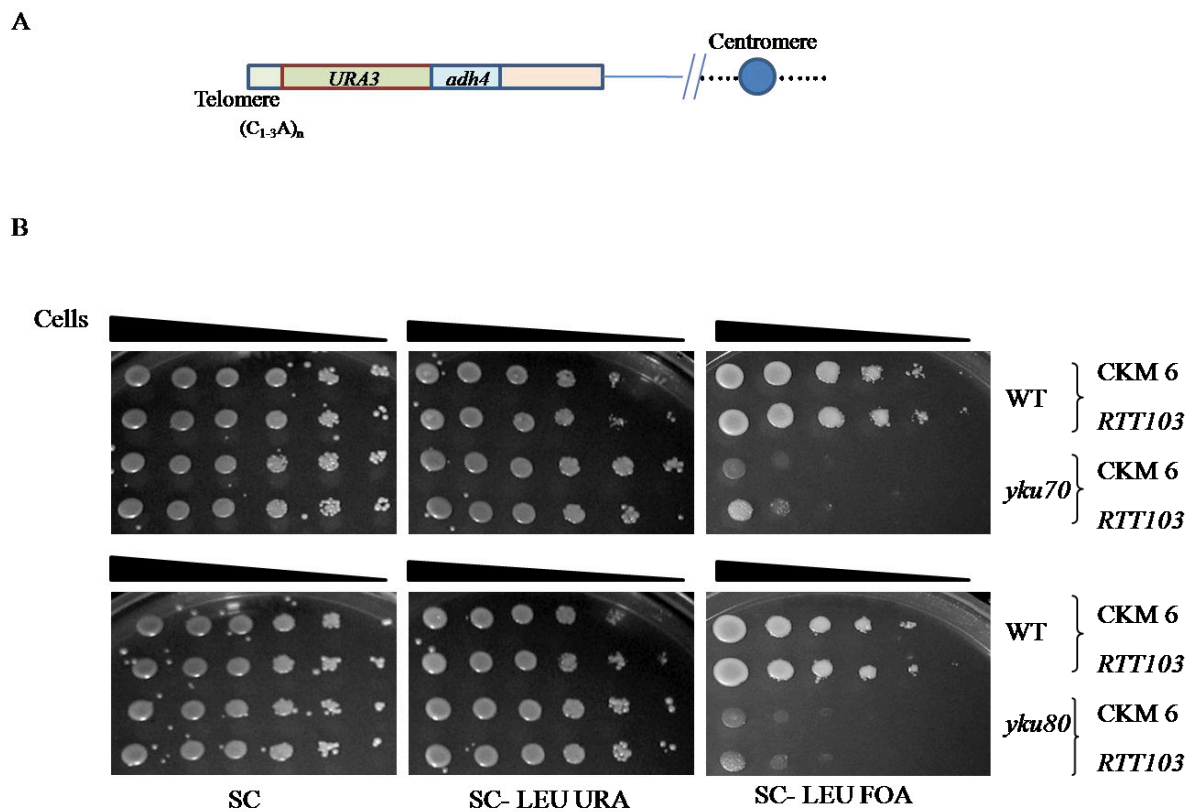 A
Centromere
URA3
adh4
Telomere
(C1-3A)n
B
Cells
WT
CKM 6
RTT103
yku70
CKM 6
RTT103
WT
CKM 6
RTT103
yku80
CKM 6
RTT103
SC
SC- LEU URA
SC- LEU FOA